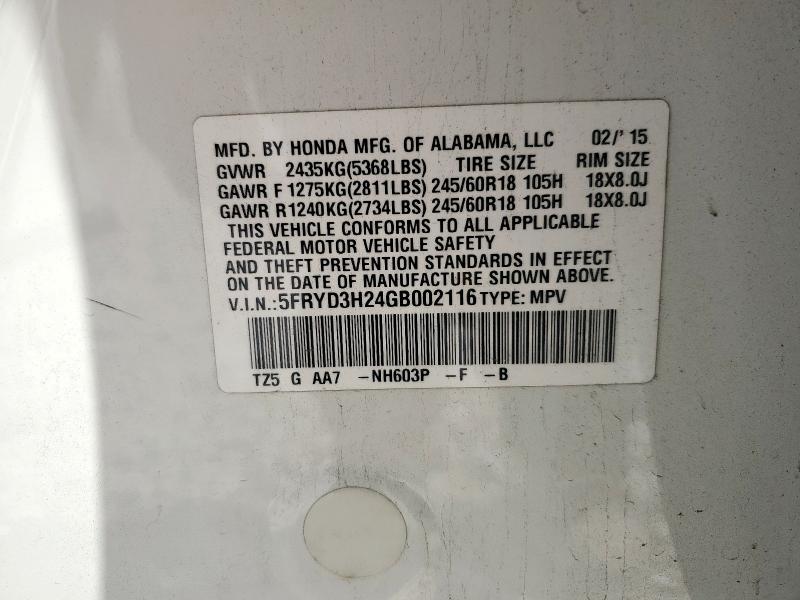 MFD. BY HONDA MFG. OF ALABAMA, LLC 02/' 15
GVWR 2435KG(5368LBS) TIRE SIZE RIM SIZE
GAWR F 1275KG(2811LBS) 245/60R18 105H 18X8.0J
GAWR R1240KG(2734LBS) 245/60R18 105H 18X8.0J
THIS VEHICLE CONFORMS TO ALL APPLICABLE
FEDERAL MOTOR VEHICLE SAFETY
AND THEFT PREVENTION STANDARDS IN EFFECT
ON THE DATE OF MANUFACTURE SHOWN ABOVE.
V.I.N.: 5FRYD3H24GB002116 TYPE: MPV
TZ5 G AA7 -NH603P -F -B